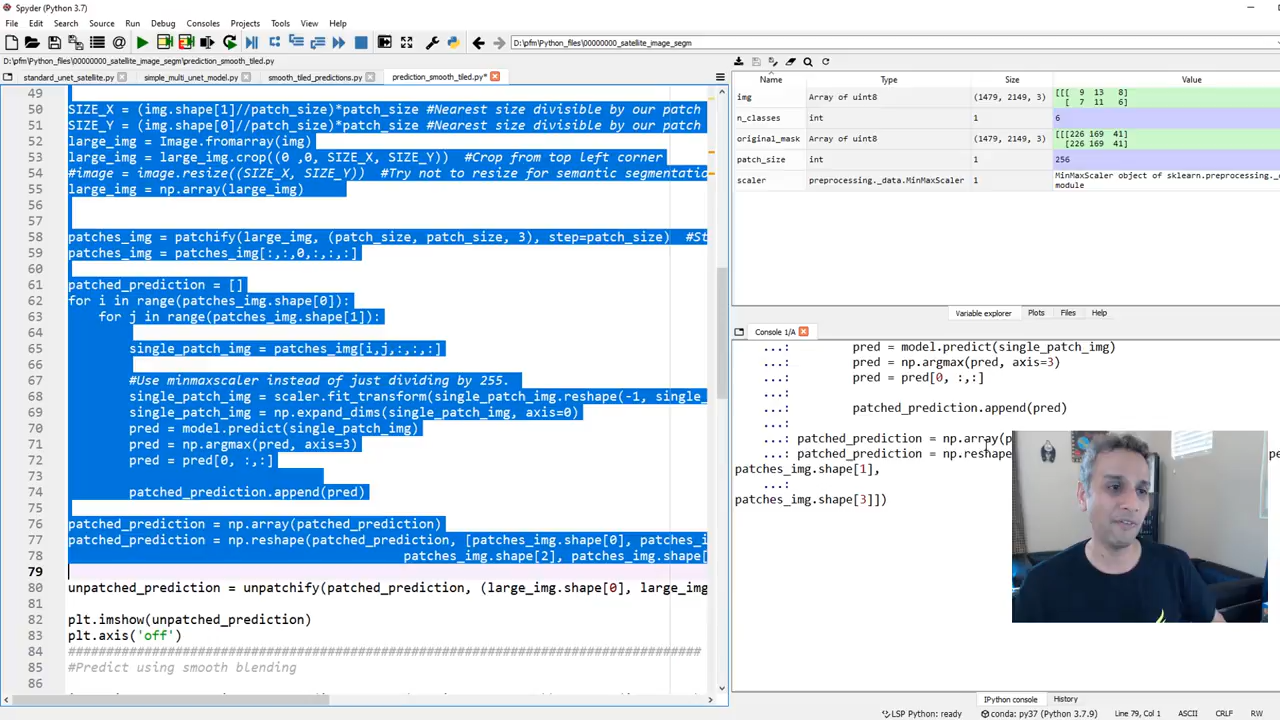 Spyder (Python 3.7)
File Edit Search Source Run Debug Consoles Projects Tools View Help
D:\pfm\Python_files\00000000_satellite_image_segm
D:\pfm\Python_files\00000000_satellite_image_segm\prediction_smooth_tiled.py
standard_unet_satellite.py simple_multi_unet_model.py smooth_tiled_predictions.py prediction_smooth_tiled.py*
49
50 SIZE_X = (img.shape[1]//patch_size)*patch_size #Nearest size divisible by our patch
51 SIZE_Y = (img.shape[0]//patch_size)*patch_size #Nearest size divisible by our patch
52 large_img = Image.fromarray(img)
53 large_img = large_img.crop((0 ,0, SIZE_X, SIZE_Y)) #Crop from top left corner
54 #image = image.resize((SIZE_X, SIZE_Y)) #Try not to resize for semantic segmentatio
55 large_img = np.array(large_img)
56
57
58 patches_img = patchify(large_img, (patch_size, patch_size, 3), step=patch_size) #St
59 patches_img = patches_img[:,:,0,:,:,:]
60
61 patched_prediction = []
62 for i in range(patches_img.shape[0]):
63 for j in range(patches_img.shape[1]):
64
65 single_patch_img = patches_img[i,j,:,:,:]
66
67 #Use minmaxscaler instead of just dividing by 255.
68 single_patch_img = scaler.fit_transform(single_patch_img.reshape(-1, single_
69 single_patch_img = np.expand_dims(single_patch_img, axis=0)
70 pred = model.predict(single_patch_img)
71 pred = np.argmax(pred, axis=3)
72 pred = pred[0, :,:]
73
74 patched_prediction.append(pred)
75
76 patched_prediction = np.array(patched_prediction)
77 patched_prediction = np.reshape(patched_prediction, [patches_img.shape[0], patches_i
78 patches_img.shape[2], patches_img.shape[
79
80 unpatched_prediction = unpatchify(patched_prediction, (large_img.shape[0], large_img
81
82 plt.imshow(unpatched_prediction)
83 plt.axis('off')
84 ####################################################################################
85 #Predict using smooth blending
86
Name Type Size Value
img Array of uint8 (1479, 2149, 3) [[[ 9 13 8]
[ 7 11 6]
n_classes int 1 6
original_mask Array of uint8 (1479, 2149, 3) [[[226 169 41]
[226 169 41]
patch_size int 1 256
scaler preprocessing._data.MinMaxScaler 1 MinMaxScaler object of sklearn.preprocessing._
module
Variable explorer Plots Files Help
Console 1/A
...: pred = model.predict(single_patch_img)
...: pred = np.argmax(pred, axis=3)
...: pred = pred[0, :,:]
...:
...: patched_prediction.append(pred)
...:
...: patched_prediction = np.array(p
...: patched_prediction = np.reshape
patches_img.shape[1],
...:
patches_img.shape[3]])
IPython console History
LSP Python: ready conda: py37 (Python 3.7.9) Line 79, Col 1 ASCII CRLF RW